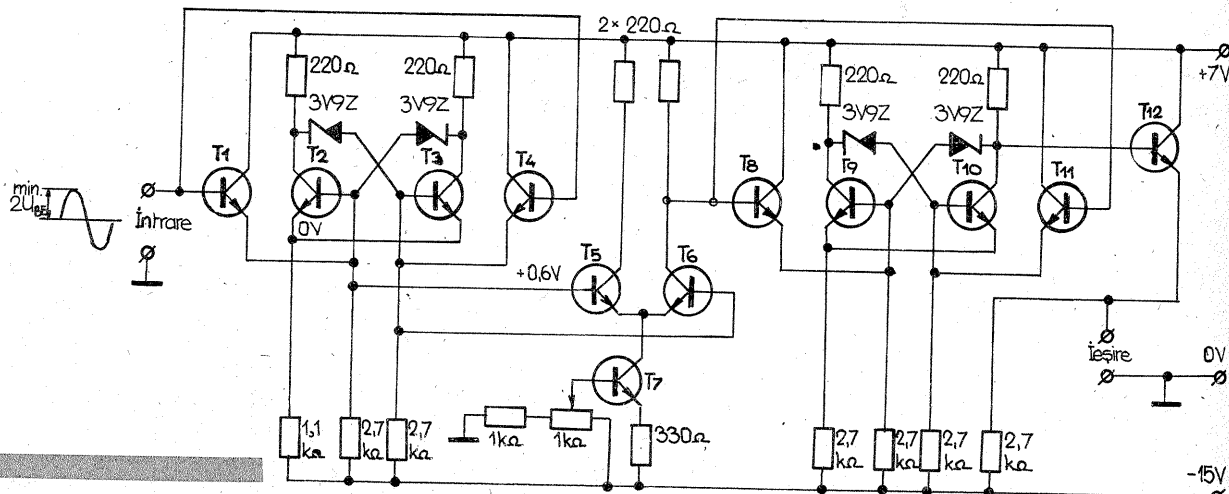 2 × 220Ω
220Ω
220Ω
220Ω
220Ω
+7V
3V9Z
3V9Z
3V9Z
3V9Z
T12
T1
T2
T3
T4
T8
T9
T10
T11
min.
2UBE
Întrare
0V
+0,6V
T5
T6
T7
Ieşire
0V
1,1
kΩ
2,7
kΩ
2,7
kΩ
1kΩ
1kΩ
330Ω
2,7
kΩ
2,7
kΩ
2,7
kΩ
2,7
kΩ
-15V